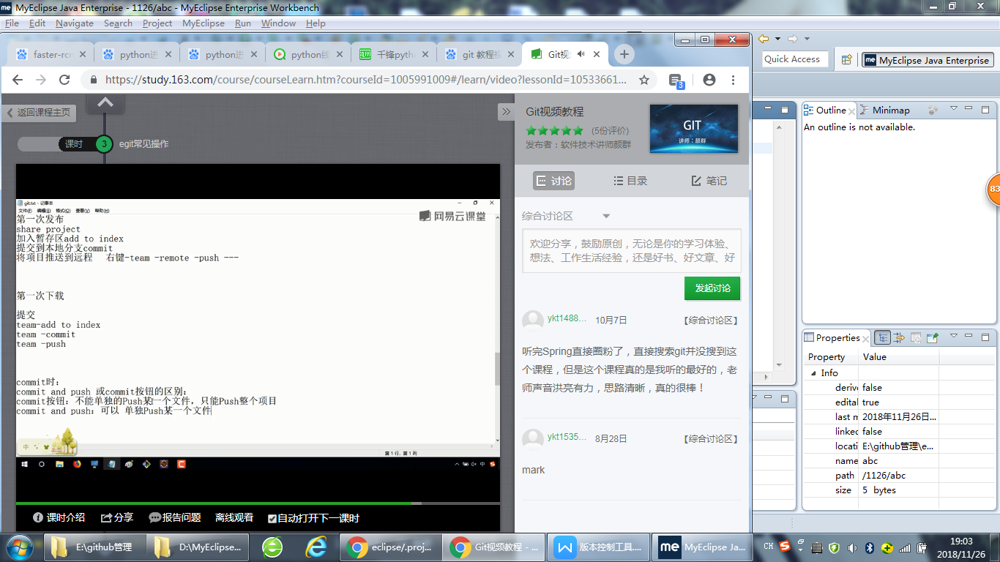 MyEclipse Java Enterprise - 1126/abc - MyEclipse Enterprise Workbench
File Edit Navigate Search Project MyEclipse Run Window Help
faster-rcn
python进
python进
python线
千锋pytho
git 教程视
Git视
Quick Access
MyEclipse Java Enterprise
https://study.163.com/course/courseLearn.htm?courseId=1005991009#/learn/video?lessonId=10533661...
3
返回课程主页
课时 3 egit常见操作
git.txt - 记事本
文件(F) 编辑(E) 格式(O) 查看(V) 帮助(H)
网易云课堂
第一次发布
share project
加入暂存区add to index
提交到本地分支commit
将项目推送到远程 右键-team -remote -push ---
第一次下载
提交
team-add to index
team -commit
team -push
commit时:
commit and push 或commit按钮的区别:
commit按钮: 不能单独的Push某一个文件, 只能Push整个项目
commit and push: 可以 单独Push某一个文件
中
第 1 行, 第 1 列
中
课时介绍 分享 报告问题 离线观看 自动打开下一课时
Git视频教程
(5份评价)
发布者：软件技术讲师颜群
GIT
讲师：颜群
讨论 目录 笔记
综合讨论区
欢迎分享，鼓励原创，无论是你的学习体验、
想法、工作生活经验，还是好书、好文章、好
发起讨论
ykt1488... 10月7日 【综合讨论区】
听完Spring直接圈粉了，直接搜索git并没搜到这
个课程，但是这个课程真的是我听的最好的，老
师声音洪亮有力，思路清晰，真的很棒！
ykt1535... 8月28日 【综合讨论区】
mark
Outline Minimap
An outline is not available.
83
Properties
Property Value
Info
derive false
edital true
last m 2018年11月26日...
linked false
locati E:\github管理\e...
name abc
path /1126/abc
size 5 bytes
E:\github管理
D:\MyEclipse...
eclipse/.proj...
Git视频教程 - ...
版本控制工具....
MyEclipse Ja...
CH
19:03
2018/11/26